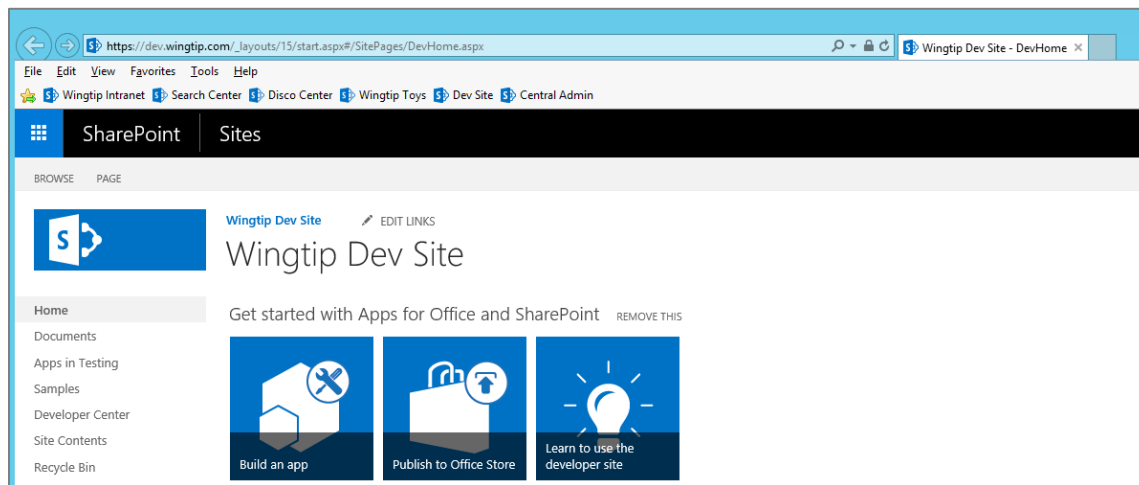 https://dev.wingtip.com/_layouts/15/start.aspx#/SitePages/DevHome.aspx
Wingtip Dev Site - DevHome
File Edit View Favorites Tools Help
Wingtip Intranet Search Center Disco Center Wingtip Toys Dev Site Central Admin
SharePoint Sites
BROWSE PAGE
S
Wingtip Dev Site EDIT LINKS
Wingtip Dev Site
Home
Documents
Apps in Testing
Samples
Developer Center
Site Contents
Recycle Bin
Get started with Apps for Office and SharePoint REMOVE THIS
Build an app
Publish to Office Store
Learn to use the
developer site